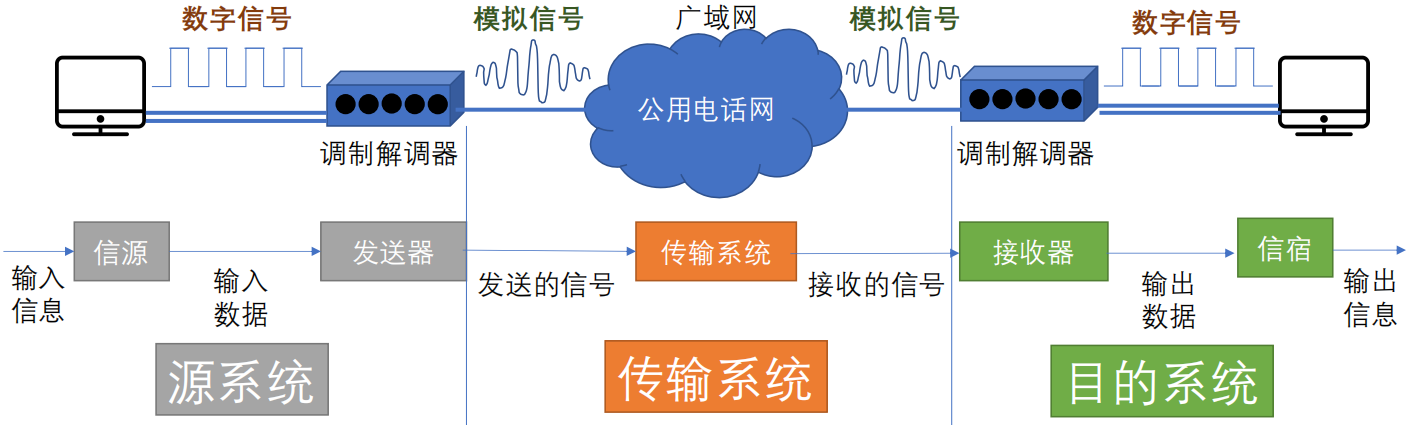 数字信号
模拟信号
广域网
模拟信号
数字信号
公用电话网
调制解调器
调制解调器
信源
发送器
传输系统
接收器
信宿
输入
信息
输入
数据
发送的信号
接收的信号
输出
数据
输出
信息
源系统
传输系统
目的系统